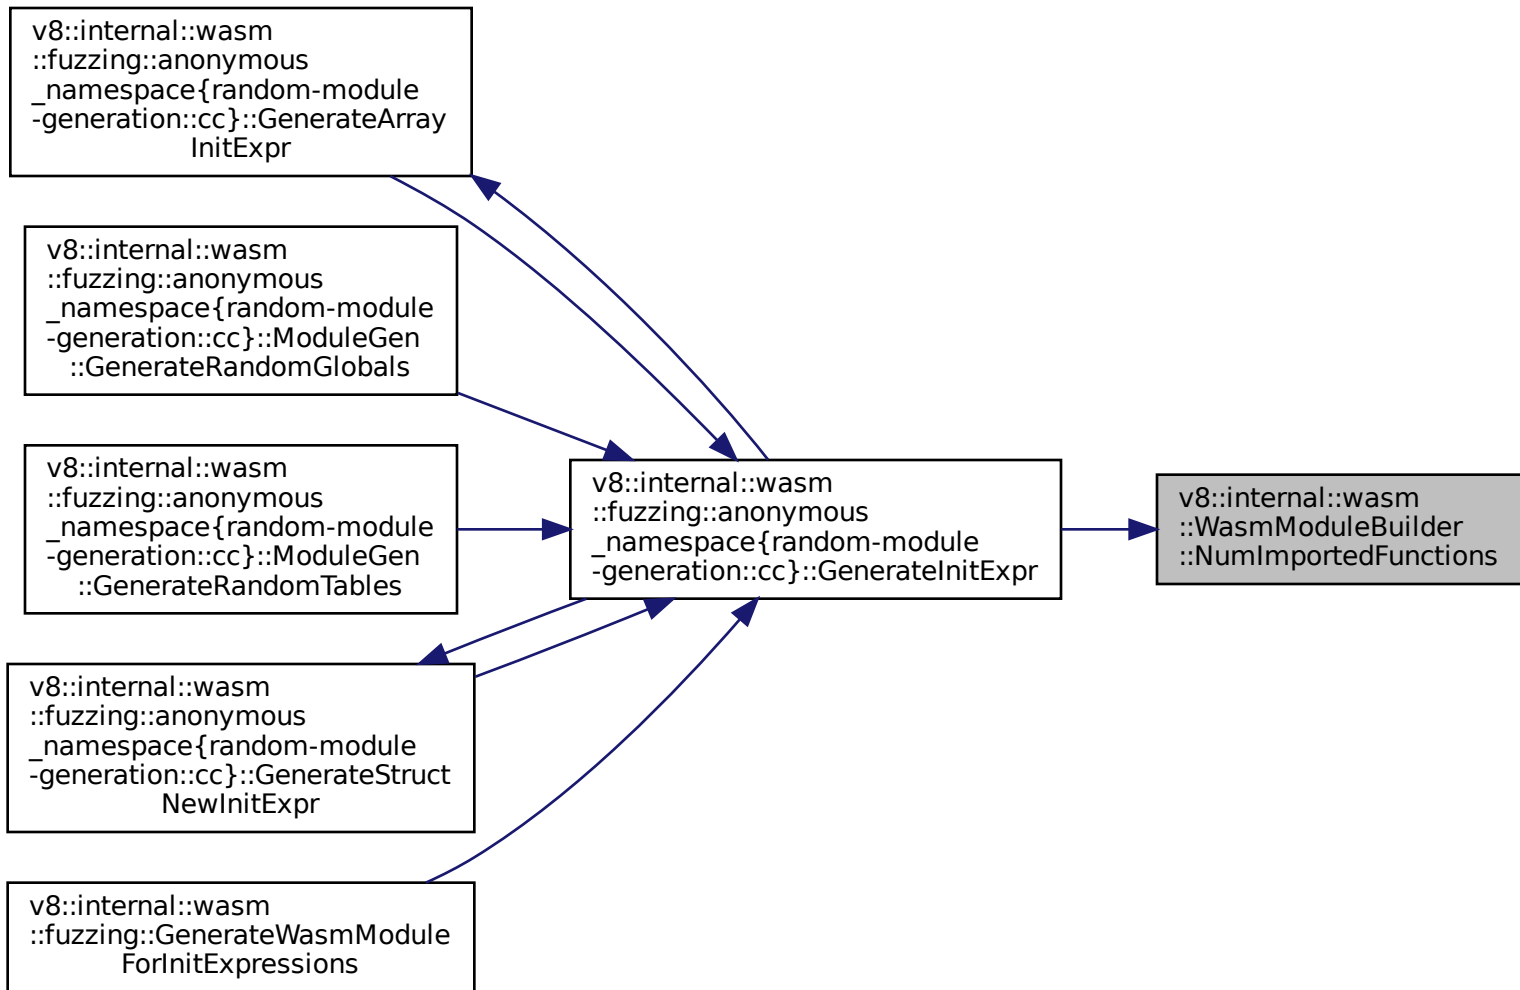 v8::internal::wasm
::fuzzing::anonymous
_namespace{random-module
-generation::cc}::GenerateArray
InitExpr
v8::internal::wasm
::fuzzing::anonymous
_namespace{random-module
-generation::cc}::ModuleGen
::GenerateRandomGlobals
v8::internal::wasm
::fuzzing::anonymous
_namespace{random-module
-generation::cc}::ModuleGen
::GenerateRandomTables
v8::internal::wasm
::fuzzing::anonymous
_namespace{random-module
-generation::cc}::GenerateStruct
NewInitExpr
v8::internal::wasm
::fuzzing::GenerateWasmModule
ForInitExpressions
v8::internal::wasm
::fuzzing::anonymous
_namespace{random-module
-generation::cc}::GenerateInitExpr
v8::internal::wasm
::WasmModuleBuilder
::NumImportedFunctions